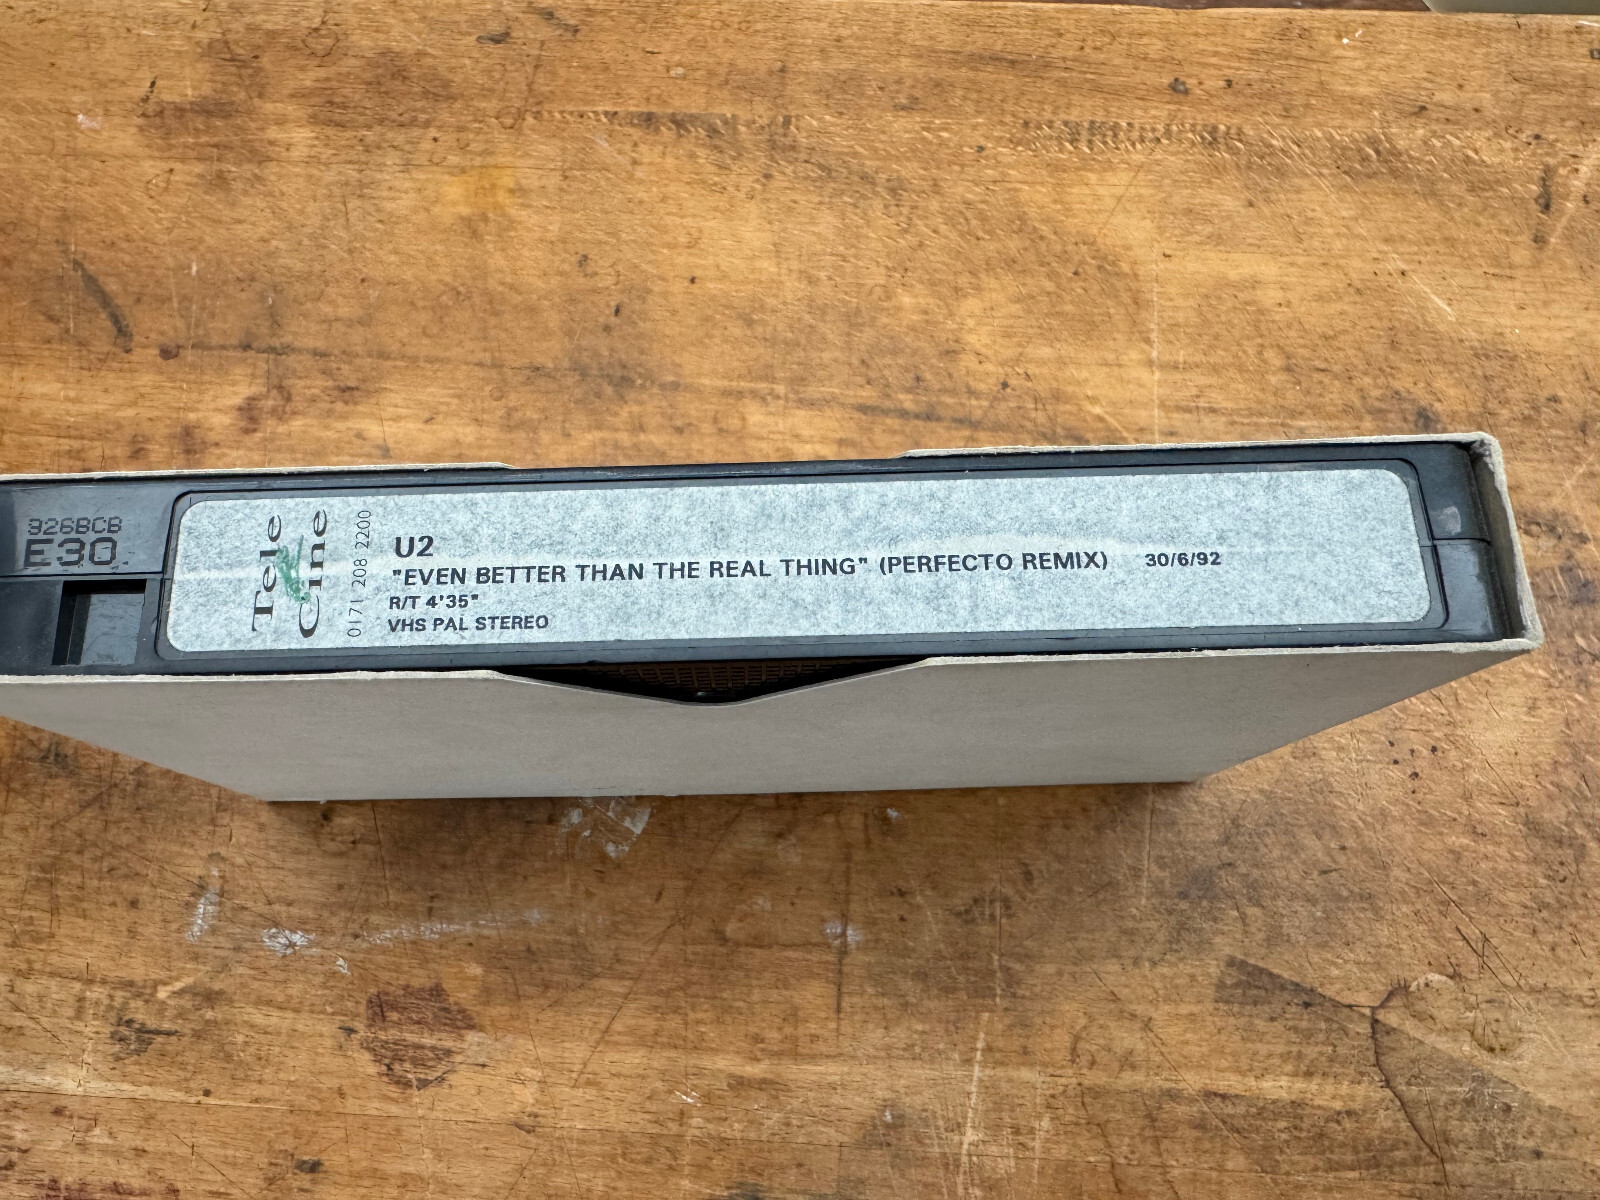 326BCB
E30
Tele
Cine
0171 208 2200
U2
"EVEN BETTER THAN THE REAL THING" (PERFECTO REMIX) 30/6/92
R/T 4'35"
VHS PAL STEREO